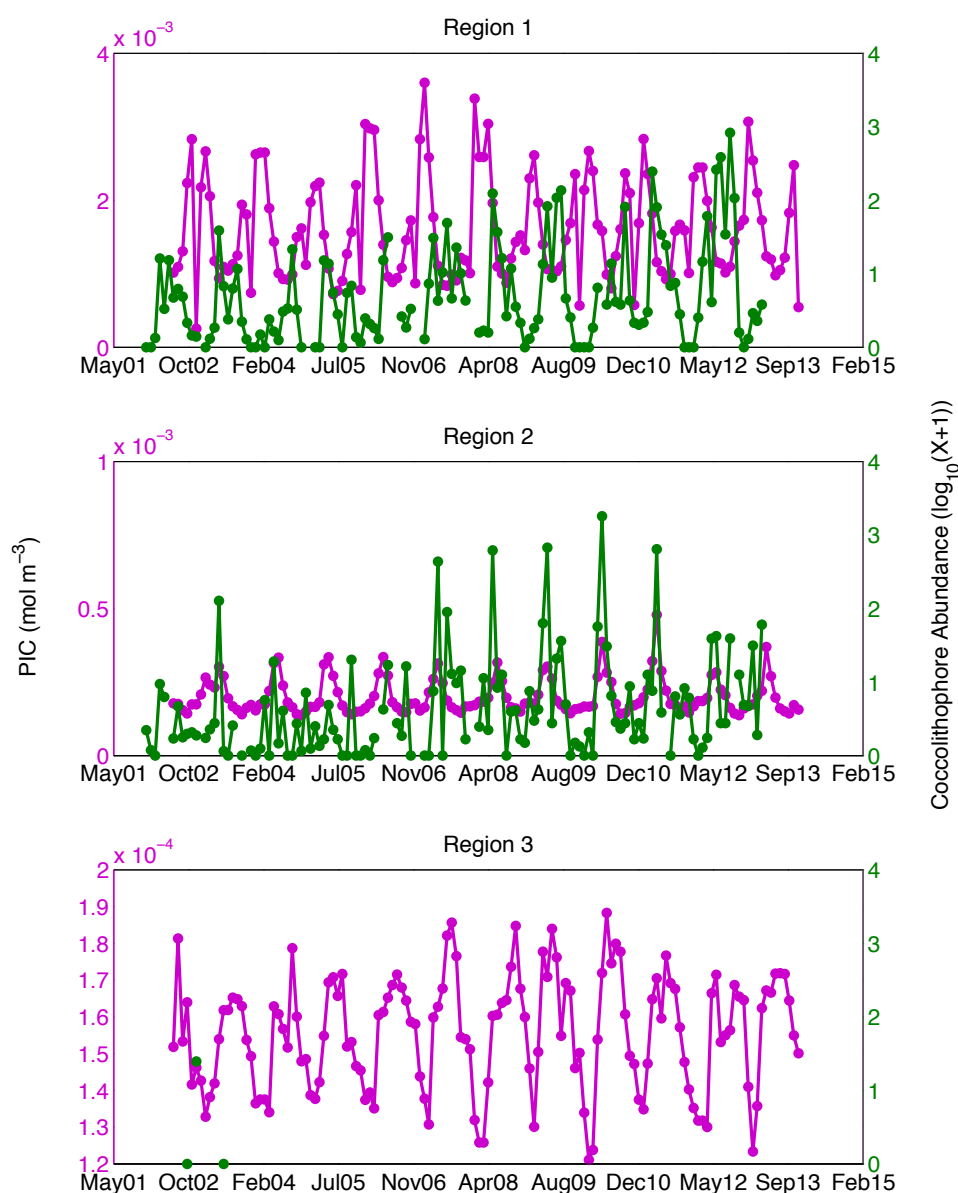 Region 1
x 10⁻³
4
2
0
4
3
2
1
0
May01 Oct02 Feb04 Jul05 Nov06 Apr08 Aug09 Dec10 May12 Sep13 Feb15
Region 2
x 10⁻³
1
0.5
0
4
3
2
1
0
May01 Oct02 Feb04 Jul05 Nov06 Apr08 Aug09 Dec10 May12 Sep13 Feb15
PIC (mol m⁻³)
Coccolithophore Abundance (log₁₀(X+1))
Region 3
x 10⁻⁴
2
1.9
1.8
1.7
1.6
1.5
1.4
1.3
1.2
4
3
2
1
0
May01 Oct02 Feb04 Jul05 Nov06 Apr08 Aug09 Dec10 May12 Sep13 Feb15